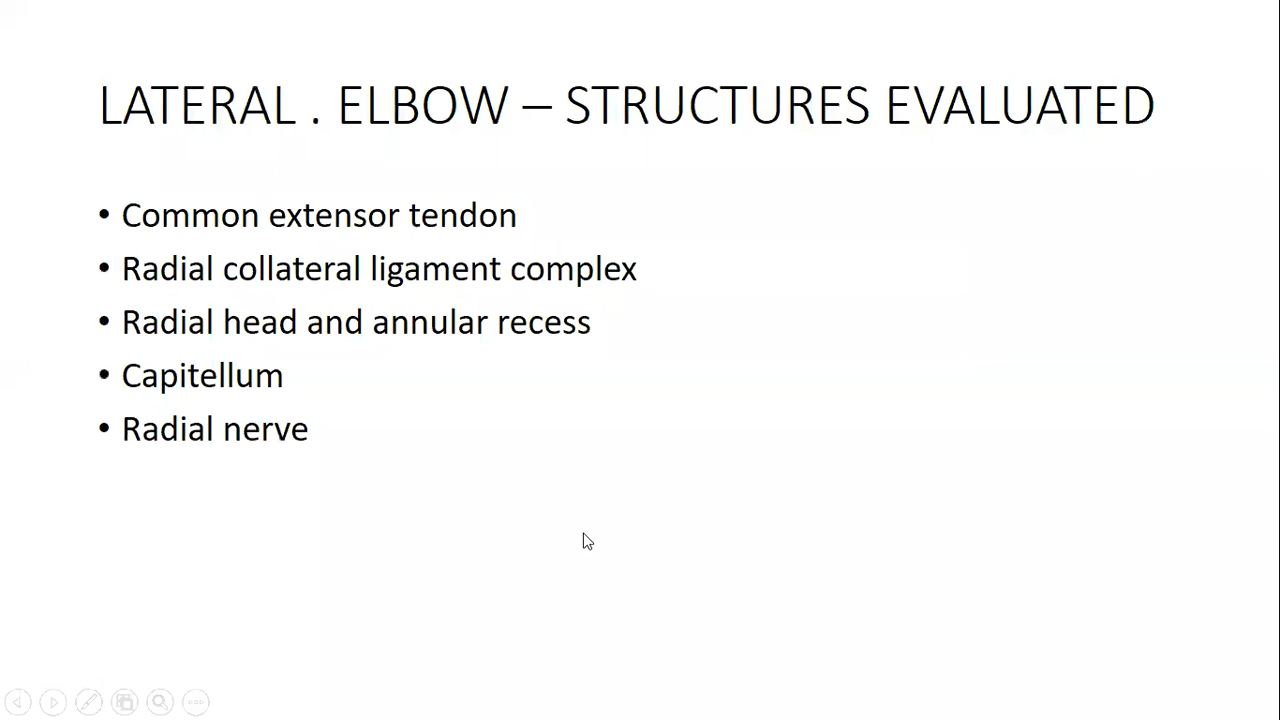 LATERAL . ELBOW – STRUCTURES EVALUATED
• Common extensor tendon
• Radial collateral ligament complex
• Radial head and annular recess
• Capitellum
• Radial nerve